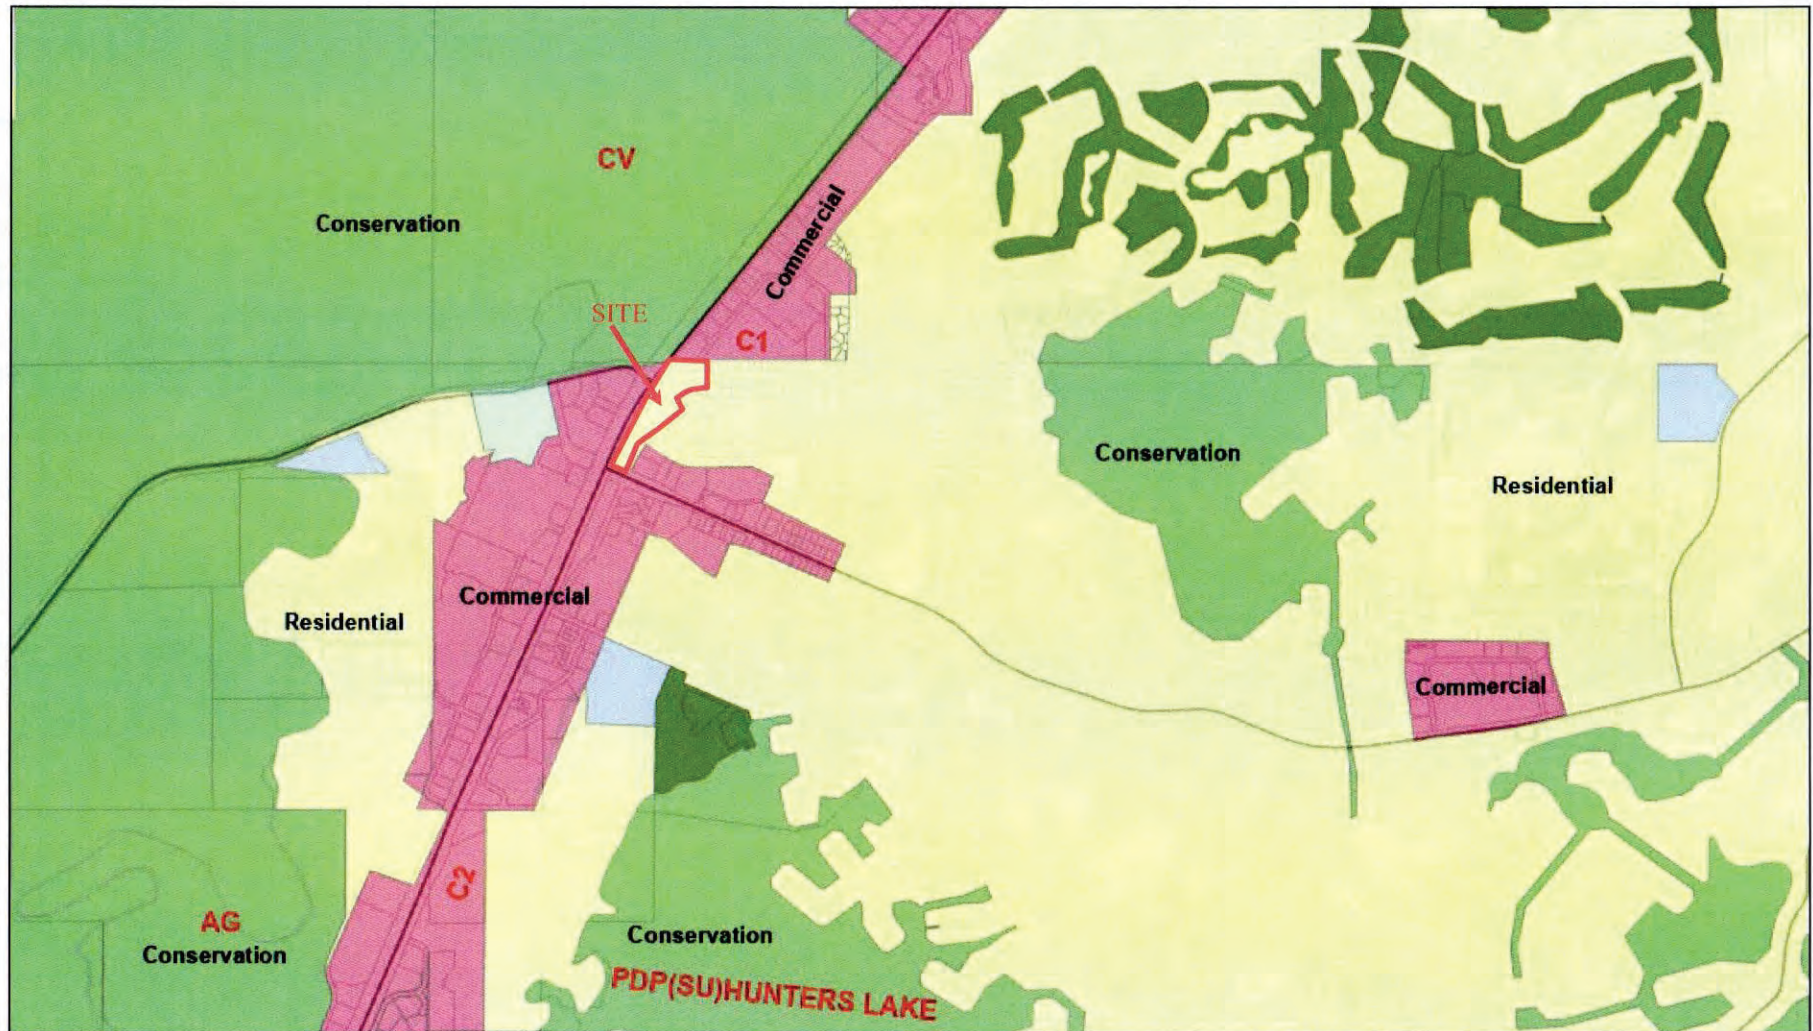 CV
Conservation
Commercial
SITE
C1
Conservation
Residential
Commercial
Residential
Commercial
C2
AG
Conservation
Conservation
PDP(SU)HUNTERS LAKE